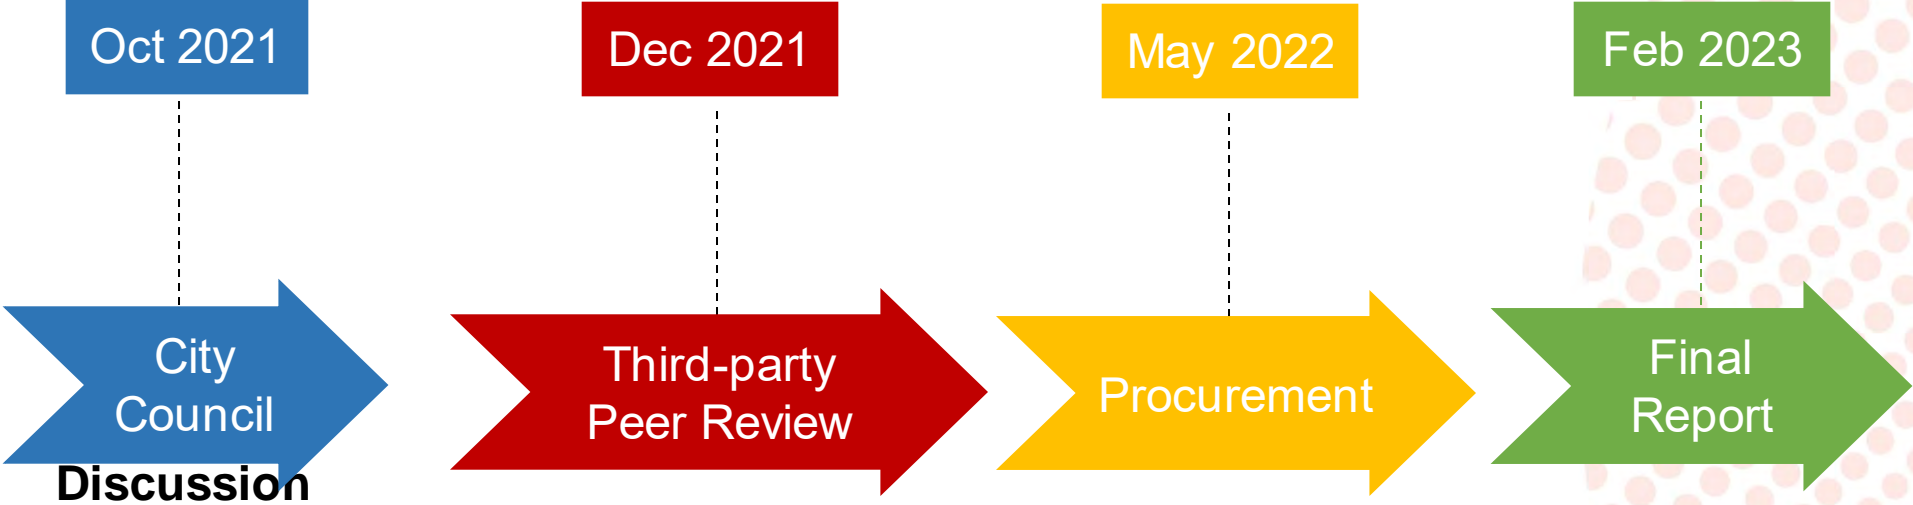 Oct 2021
Dec 2021
May 2022
Feb 2023
City
Council
Discussion
Third-party
Peer Review
Procurement
Final
Report